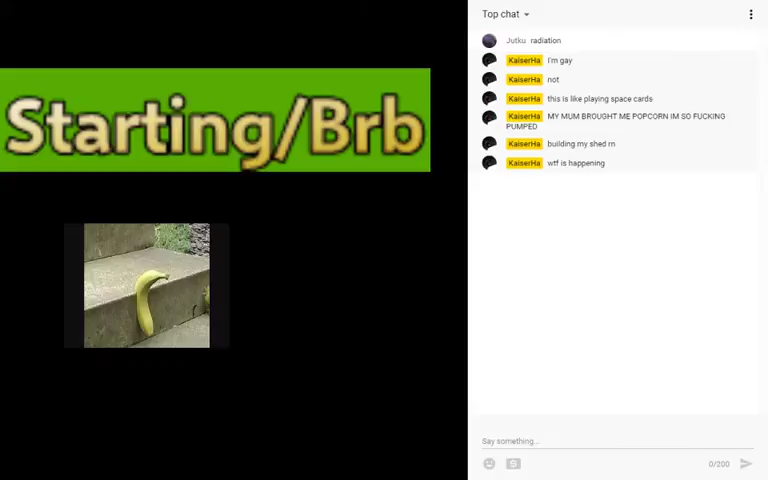 Starting/Brb
Top chat
Jutku radiation
KaiserHa I'm gay
KaiserHa not
KaiserHa this is like playing space cards
KaiserHa MY MUM BROUGHT ME POPCORN IM SO FUCKING
PUMPED
KaiserHa building my shed rn
KaiserHa wtf is happening
Say something...
0/200